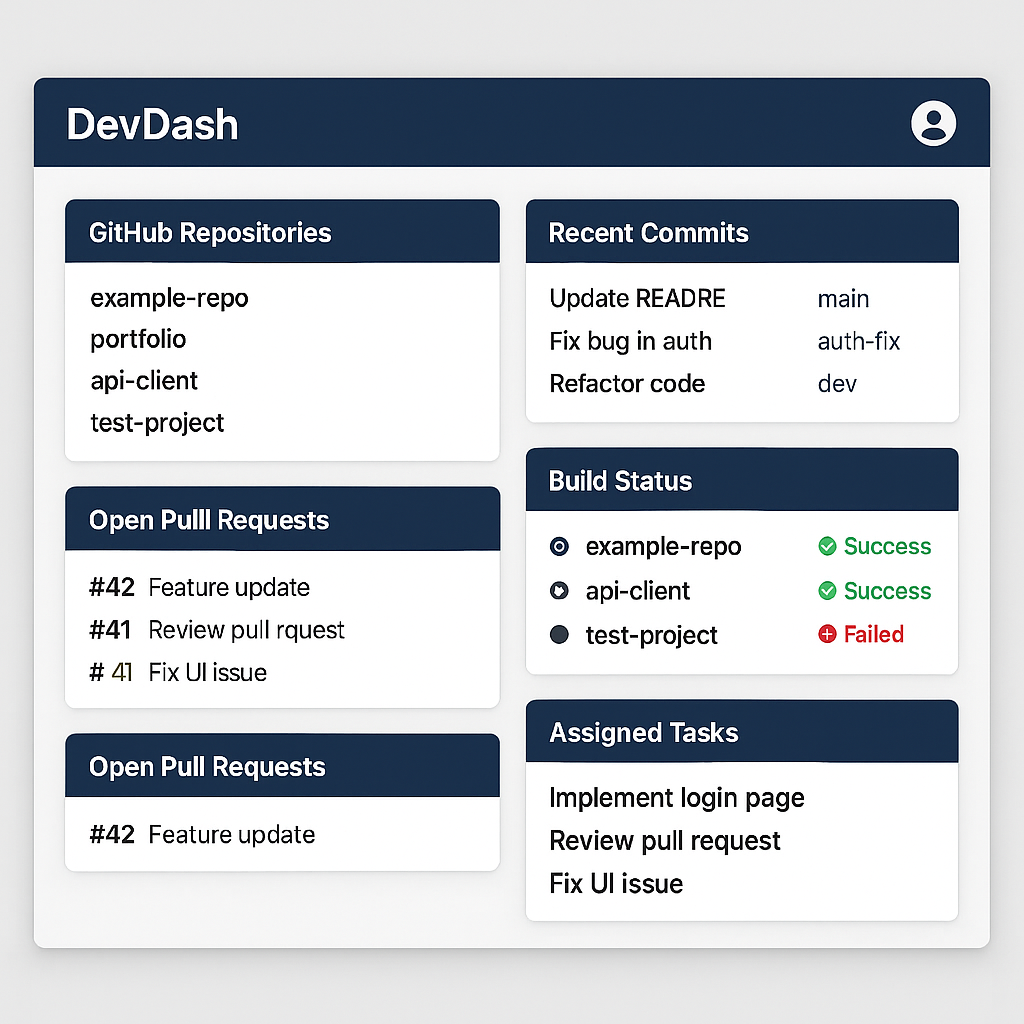 DevDash
GitHub Repositories
example-repo
portfolio
api-client
test-project
Open Pulll Requests
#42 Feature update
#41 Review pull rquest
# 41 Fix UI issue
Open Pull Requests
#42 Feature update
Recent Commits
Update READRE main
Fix bug in auth auth-fix
Refactor code dev
Build Status
example-repo Success
api-client Success
test-project Failed
Assigned Tasks
Implement login page
Review pull request
Fix UI issue